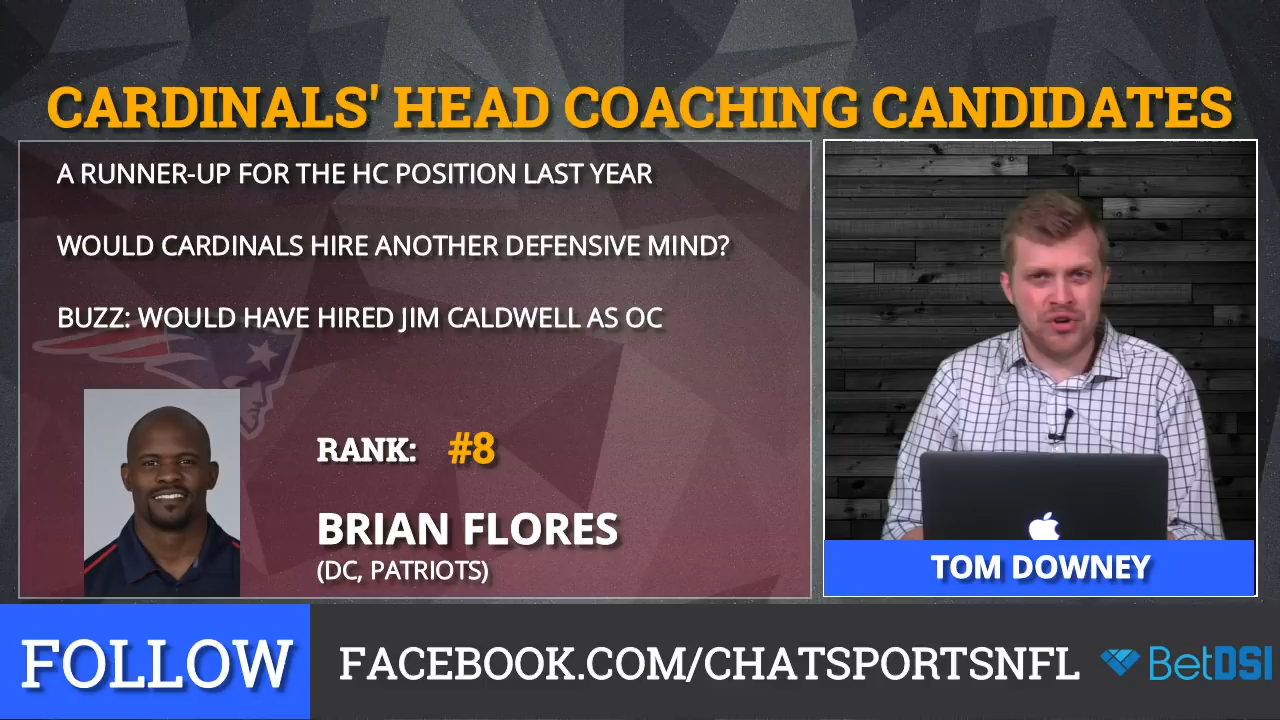 CARDINALS' HEAD COACHING CANDIDATES
A RUNNER-UP FOR THE HC POSITION LAST YEAR
WOULD CARDINALS HIRE ANOTHER DEFENSIVE MIND?
BUZZ: WOULD HAVE HIRED JIM CALDWELL AS OC
RANK: #8
BRIAN FLORES
(DC, PATRIOTS)
TOM DOWNEY
FOLLOW
FACEBOOK.COM/CHATSPORTSNFL
BetDSI